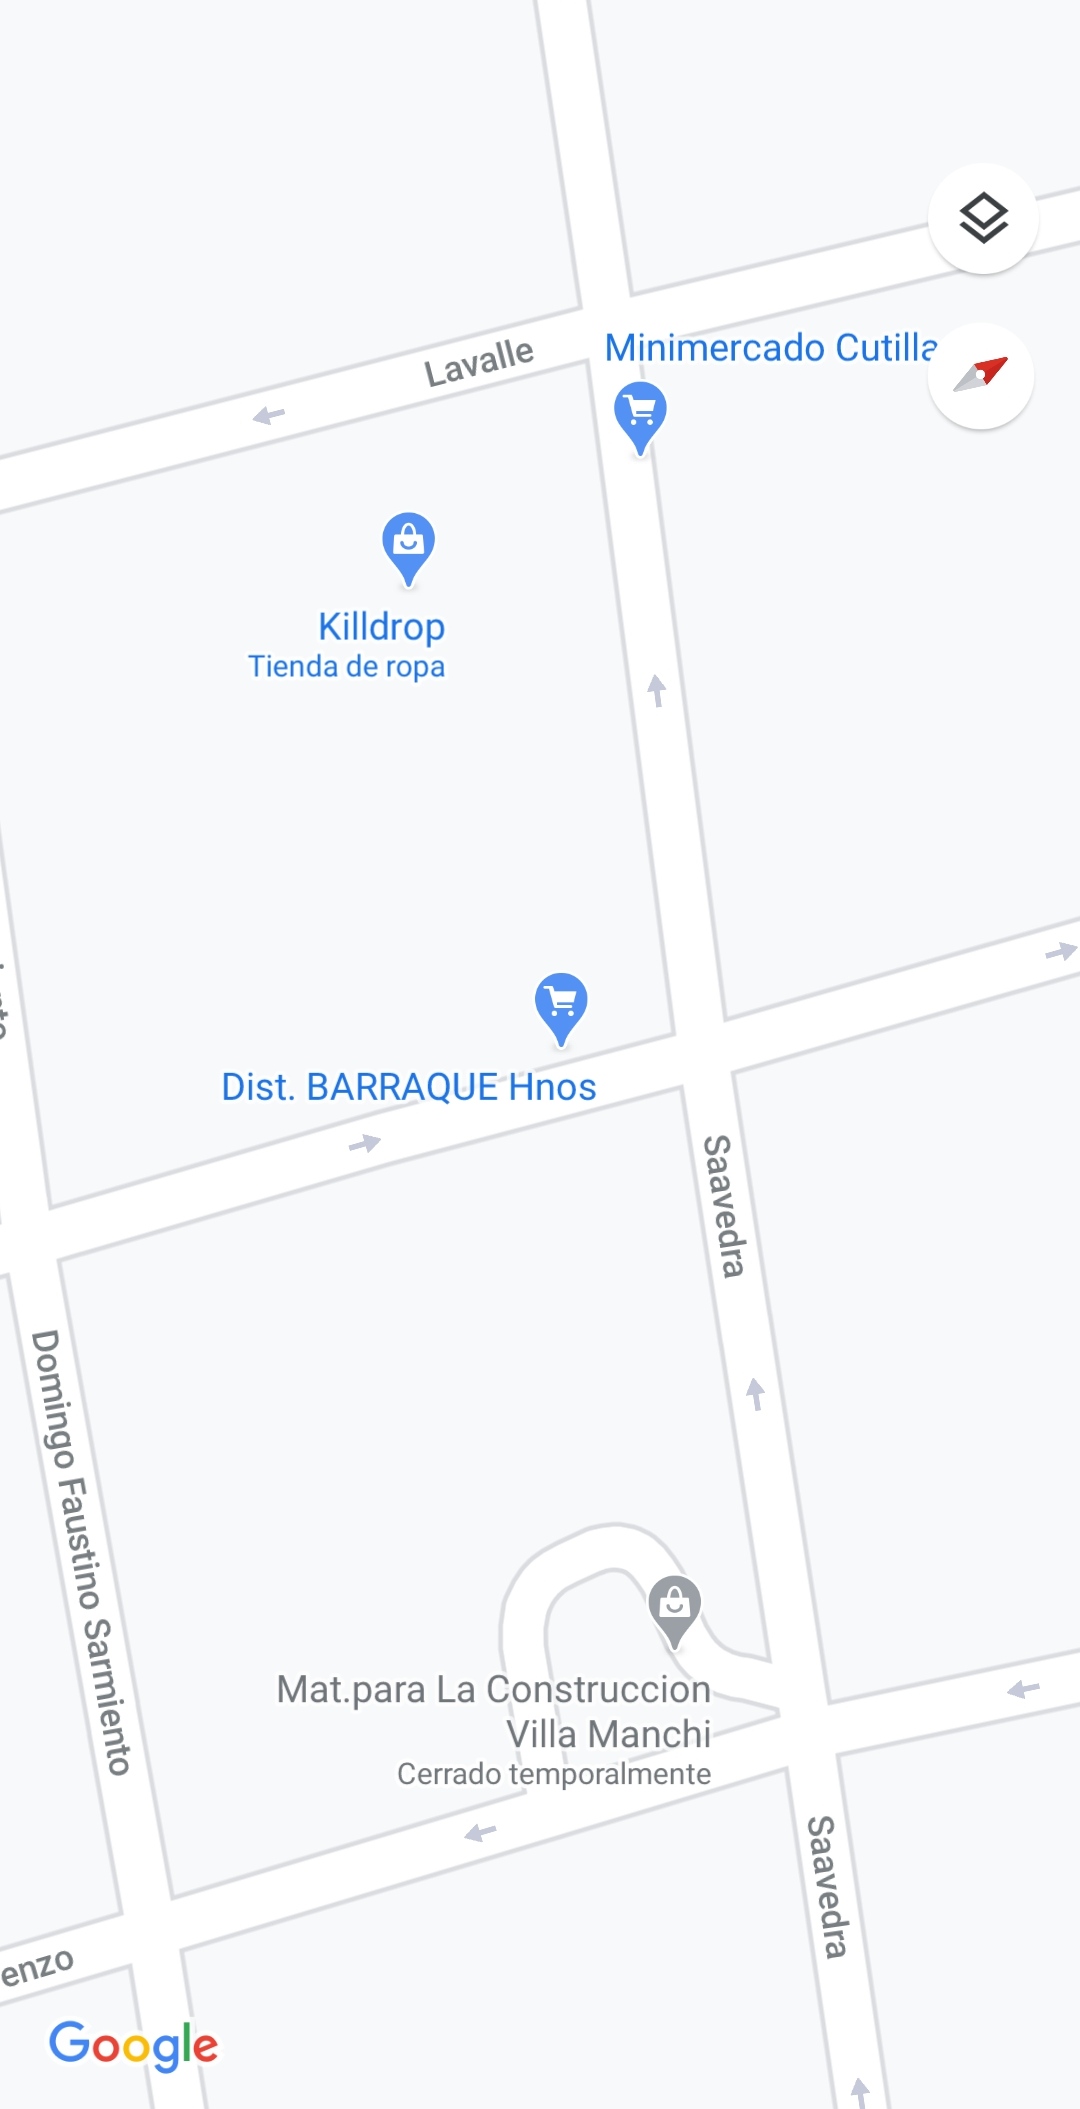 Minimercado Cutilla
Lavalle
Killdrop
Tienda de ropa
Dist. BARRAQUE Hnos
Saavedra
Domingo Faustino Sarmiento
Mat.para La Construccion
Villa Manchi
Cerrado temporalmente
Saavedra
enzo
Google